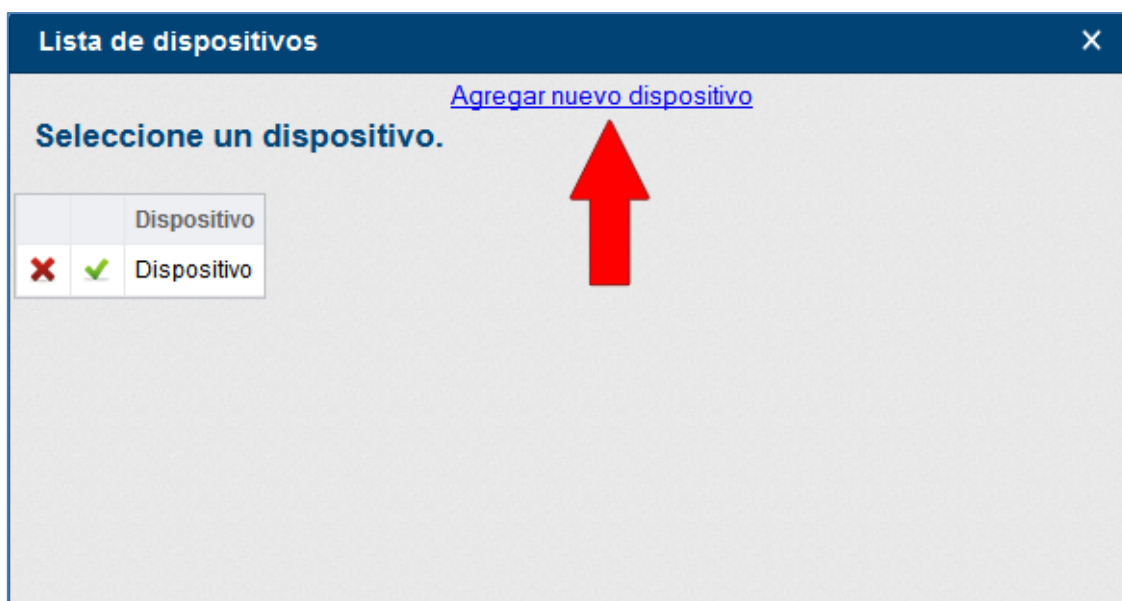 Lista de dispositivos
Agregar nuevo dispositivo
Seleccione un dispositivo.
Dispositivo
Dispositivo